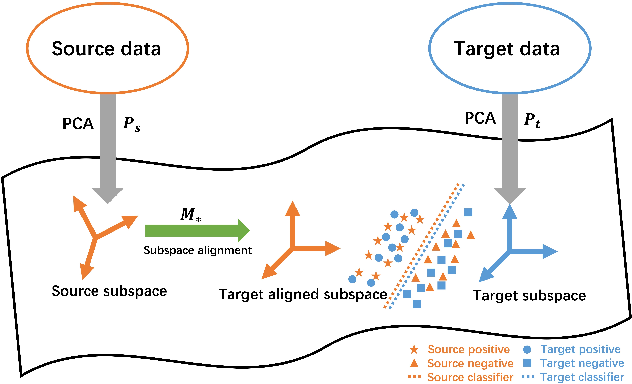 Source data
Target data
PCA
P_s
PCA
P_t
M_*
Subspace alignment
Source subspace
Target aligned subspace
Target subspace
Source positive
Target positive
Source negative
Target negative
Source classifier
Target classifier